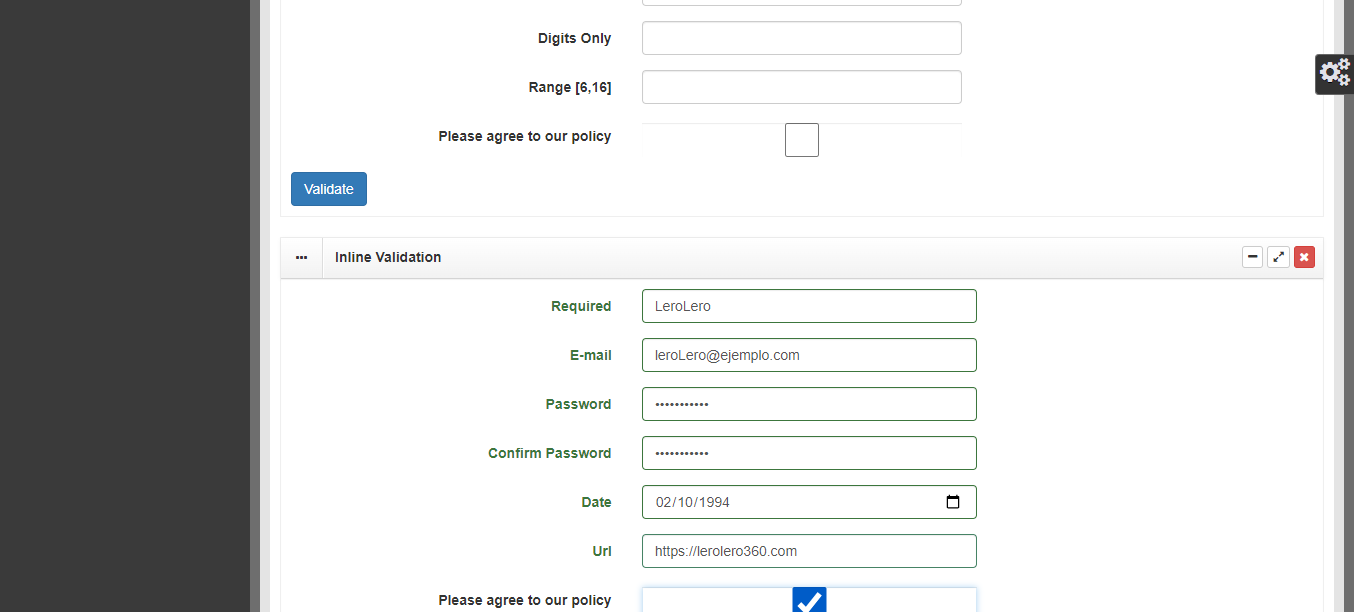 Digits Only
Range [6,16]
Please agree to our policy
Validate
Inline Validation
Required LeroLero
E-mail leroLero@ejemplo.com
Password •••••••••••
Confirm Password •••••••••••
Date 02/10/1994
Url https://lerolero360.com
Please agree to our policy